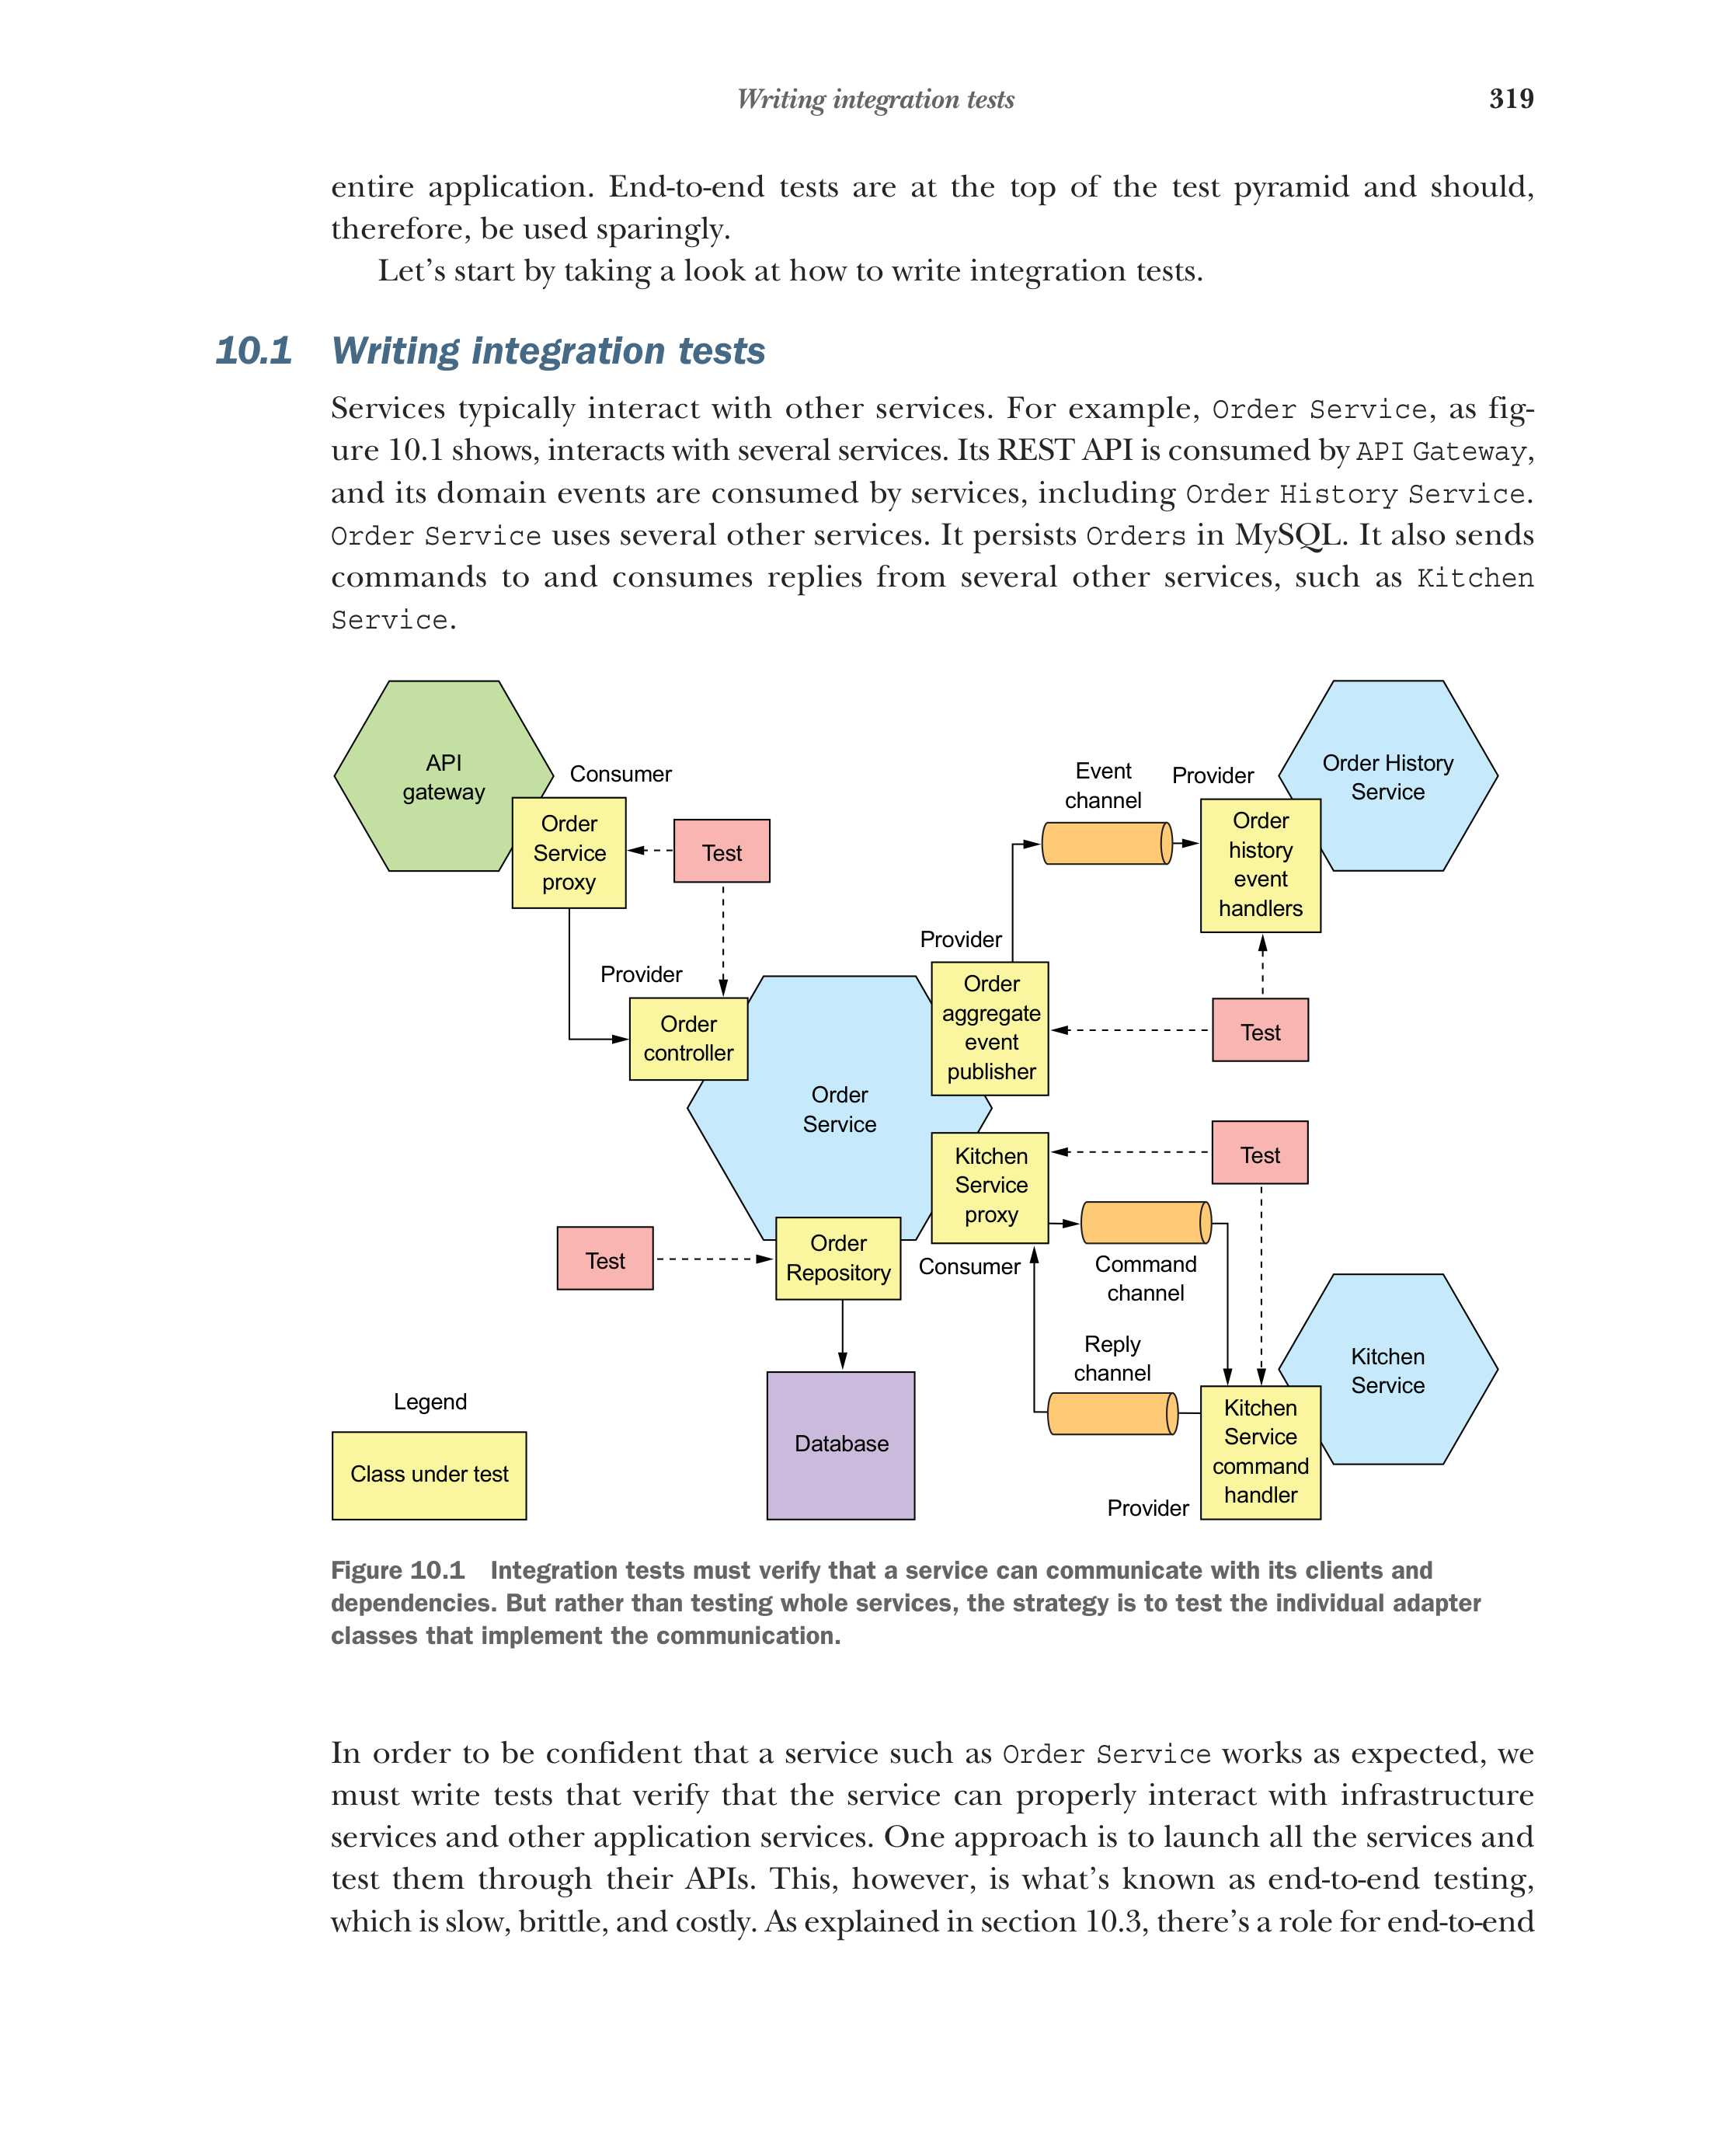 Writing integration tests
319
entire application. End-to-end tests are at the top of the test pyramid and should,
therefore, be used sparingly.
Let’s start by taking a look at how to write integration tests.
10.1 Writing integration tests
Services typically interact with other services. For example, Order Service, as fig-
ure 10.1 shows, interacts with several services. Its REST API is consumed by API Gateway,
and its domain events are consumed by services, including Order History Service.
Order Service uses several other services. It persists Orders in MySQL. It also sends
commands to and consumes replies from several other services, such as Kitchen
Service.
API
gateway
Consumer
Order
Service
proxy
Test
Event
channel
Provider
Order History
Service
Order
history
event
handlers
Provider
Order
controller
Provider
Order
aggregate
event
publisher
Test
Order
Service
Test
Kitchen
Service
proxy
Test
Order
Repository
Consumer
Command
channel
Reply
channel
Kitchen
Service
Legend
Class under test
Database
Kitchen
Service
command
handler
Provider
Figure 10.1 Integration tests must verify that a service can communicate with its clients and
dependencies. But rather than testing whole services, the strategy is to test the individual adapter
classes that implement the communication.
In order to be confident that a service such as Order Service works as expected, we
must write tests that verify that the service can properly interact with infrastructure
services and other application services. One approach is to launch all the services and
test them through their APIs. This, however, is what’s known as end-to-end testing,
which is slow, brittle, and costly. As explained in section 10.3, there’s a role for end-to-end